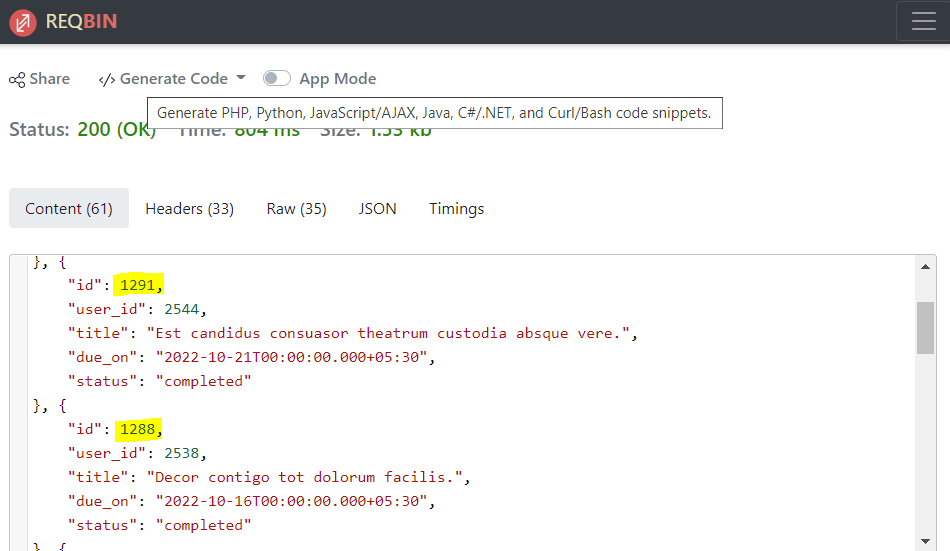 REQBIN
Share </> Generate Code App Mode
Generate PHP, Python, JavaScript/AJAX, Java, C#/.NET, and Curl/Bash code snippets.
Status: 200 (OK) Time: 804 ms Size: 1.53 kb
Content (61) Headers (33) Raw (35) JSON Timings
}, {
"id": 1291,
"user_id": 2544,
"title": "Est candidus consuasor theatrum custodia absque vere.",
"due_on": "2022-10-21T00:00:00.000+05:30",
"status": "completed"
}, {
"id": 1288,
"user_id": 2538,
"title": "Decor contigo tot dolorum facilis.",
"due_on": "2022-10-16T00:00:00.000+05:30",
"status": "completed"
}, {